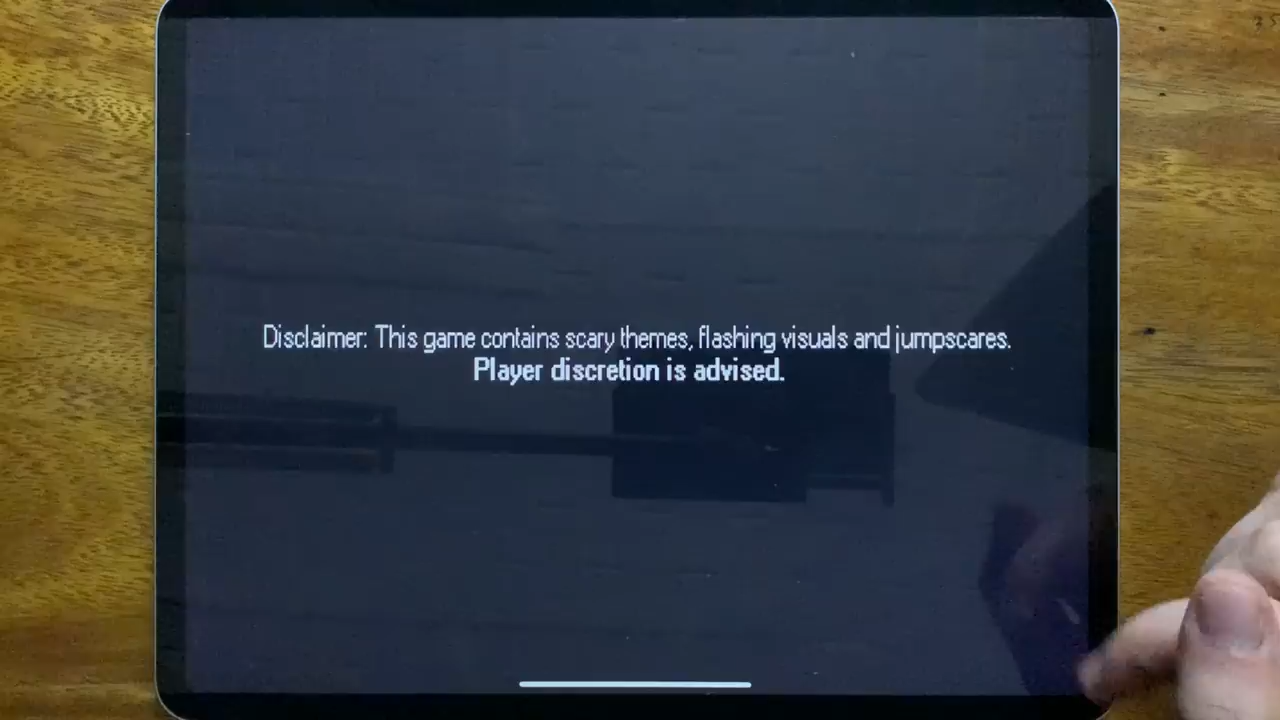 Disclaimer: This game contains scary themes, flashing visuals and jumpscares.
Player discretion is advised.